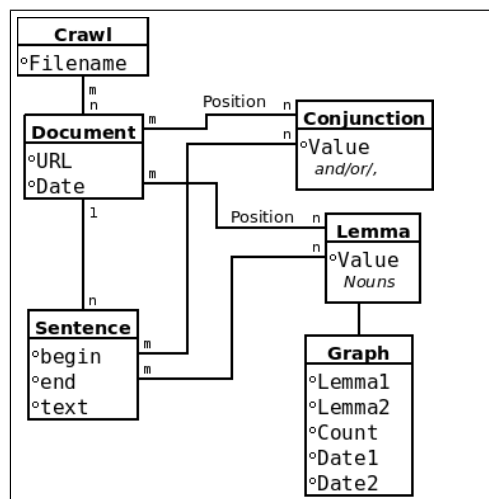 Crawl
Filename
m
n
Document
URL
Date
m
Position
n
n
Conjunction
Value
and/or/,
m
Position
n
n
Lemma
Value
Nouns
1
n
Sentence
begin
end
text
m
m
Graph
Lemma1
Lemma2
Count
Date1
Date2